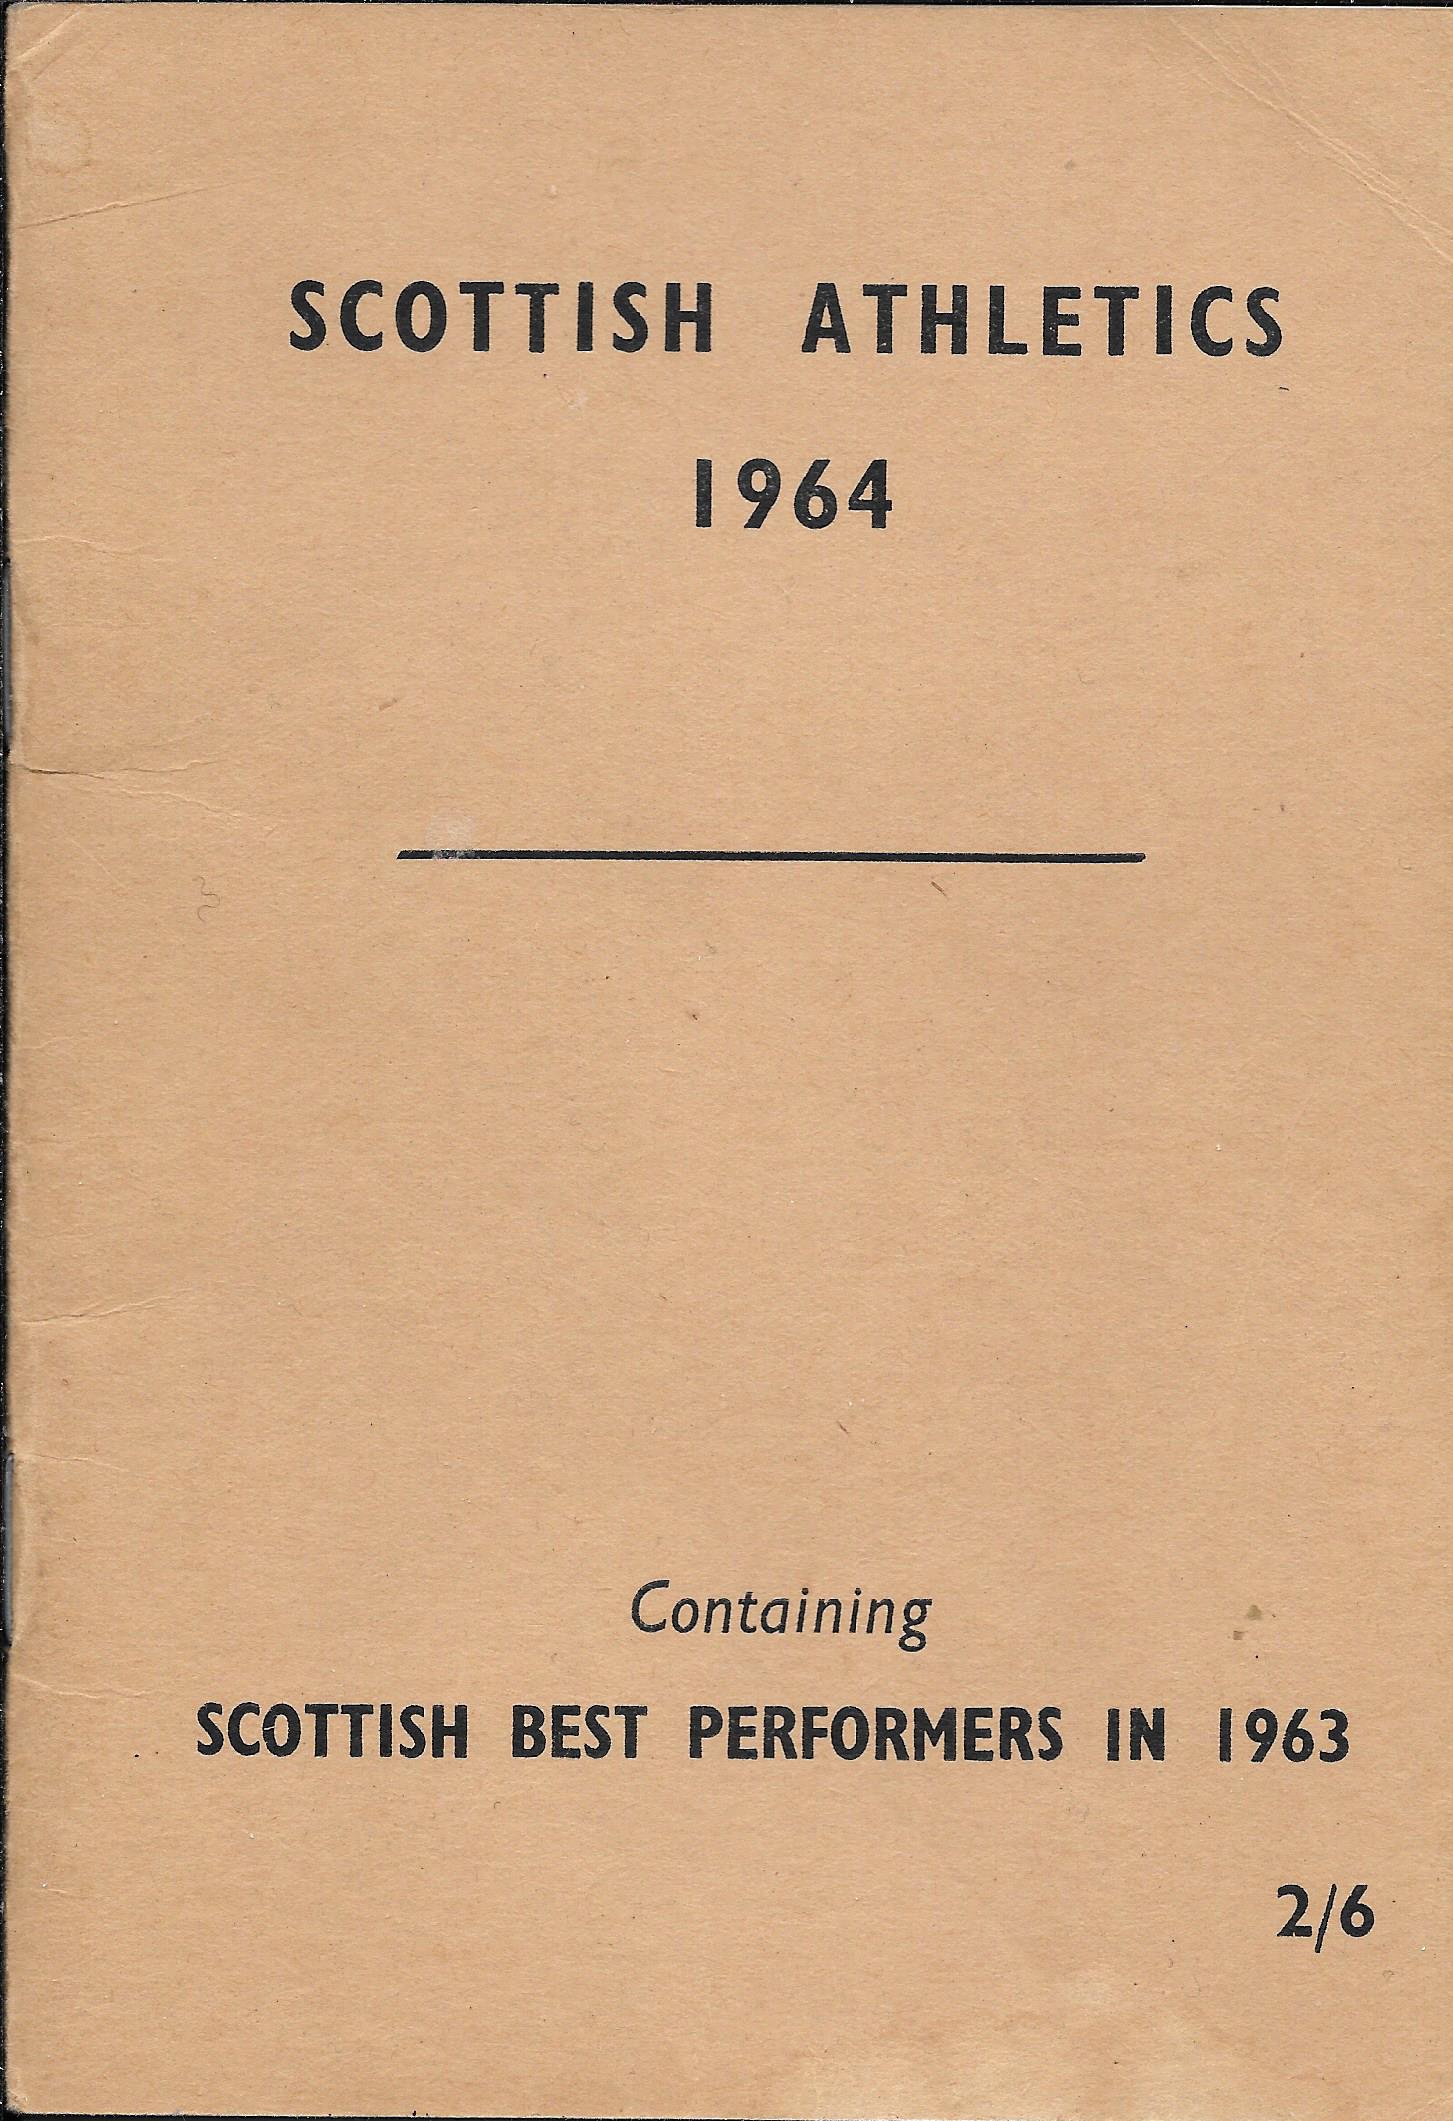 SCOTTISH ATHLETICS
1964
Containing
SCOTTISH BEST PERFORMERS IN 1963
2/6